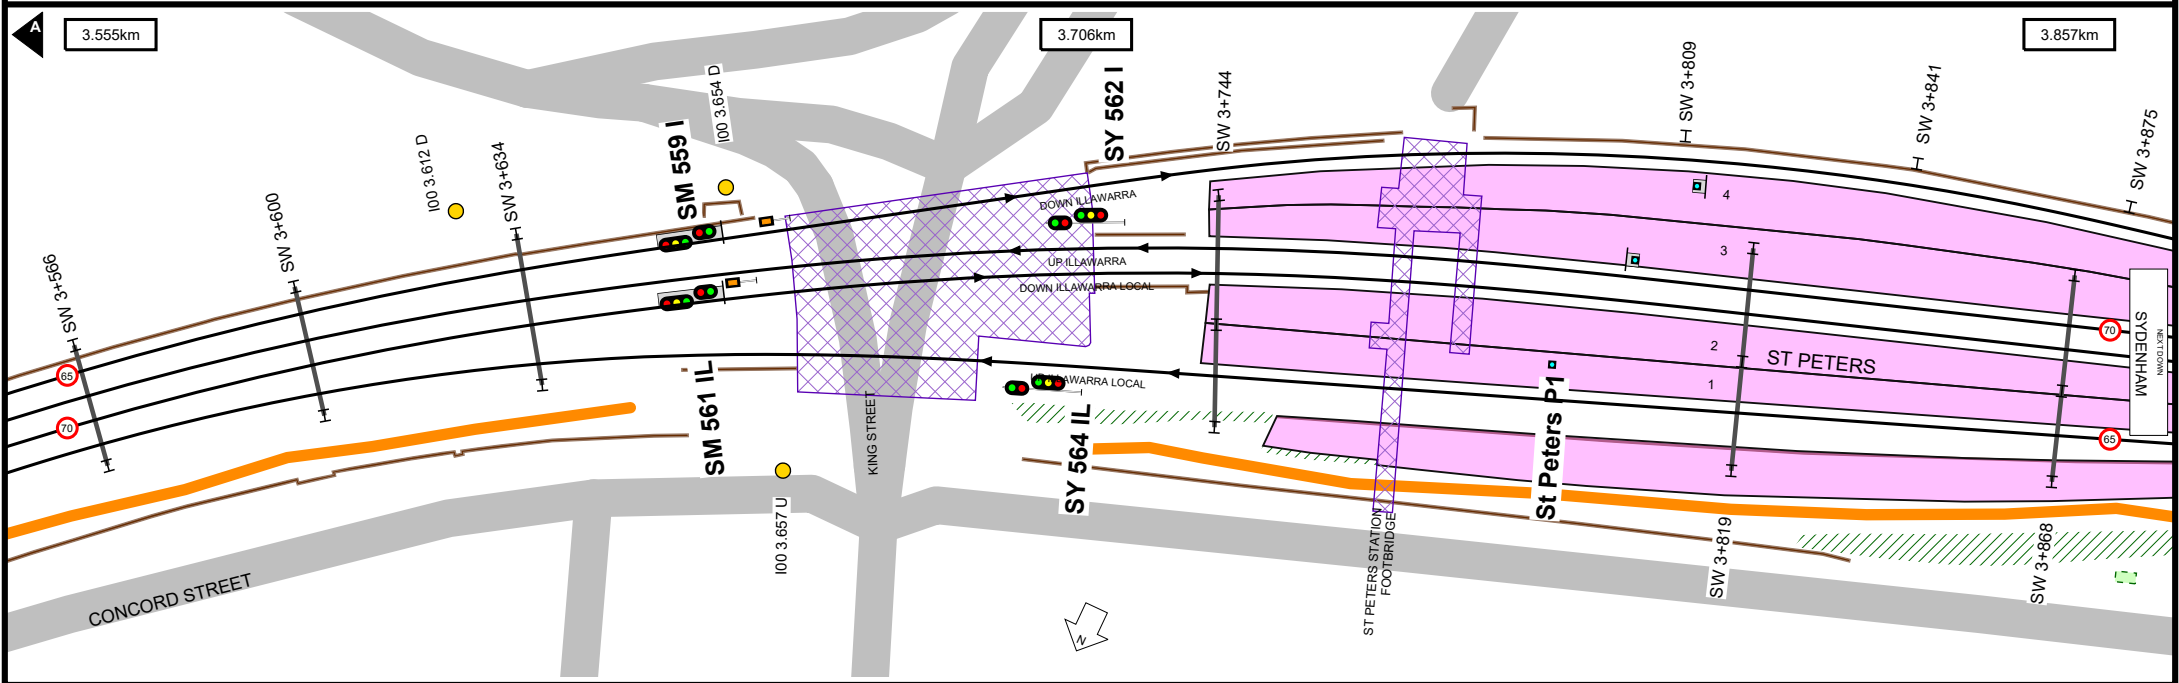 A
3.555km
3.706km
3.857km
SW 3+566
SW 3+600
I00 3.612 D
SW 3+634
SM 559 I
I00 3.654 D
SY 562 I
SW 3+744
SW 3+809
SW 3+841
SW 3+875
DOWN ILLAWARRA
UP ILLAWARRA
DOWN ILLAWARRA LOCAL
ILLAWARRA LOCAL
4
3
2
1
ST PETERS
65
70
70
65
SYDENHAM
NEXT DOWN
SM 561 IL
KING STREET
SY 564 IL
St Peters P1
I00 3.657 U
ST PETERS STATION
FOOTBRIDGE
SW 3+819
SW 3+868
CONCORD STREET
N